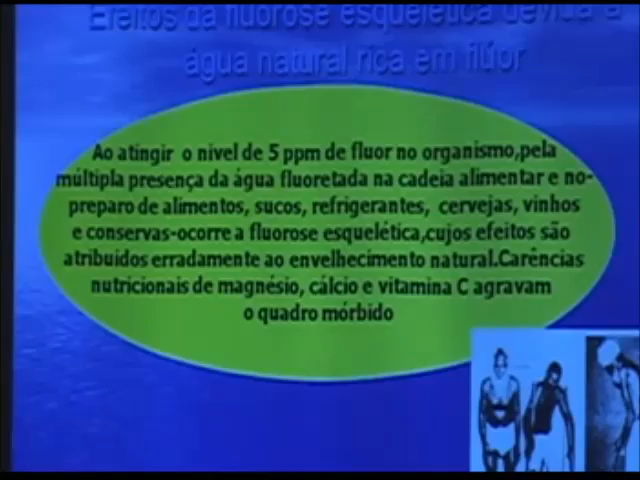 Efeitos da fluorose esquelética devida a
água natural rica em flúor
Ao atingir o nivel de 5 ppm de fluor no organismo,pela
múltipla presença da água fluoretada na cadeia alimentar e no-
preparo de alimentos, sucos, refrigerantes, cervejas, vinhos
e conservas-ocorre a fluorose esquelética,cujos efeitos são
atribuidos erradamente ao envelhecimento natural.Carências
nutricionais de magnésio, cálcio e vitamina C agravam
o quadro mórbido